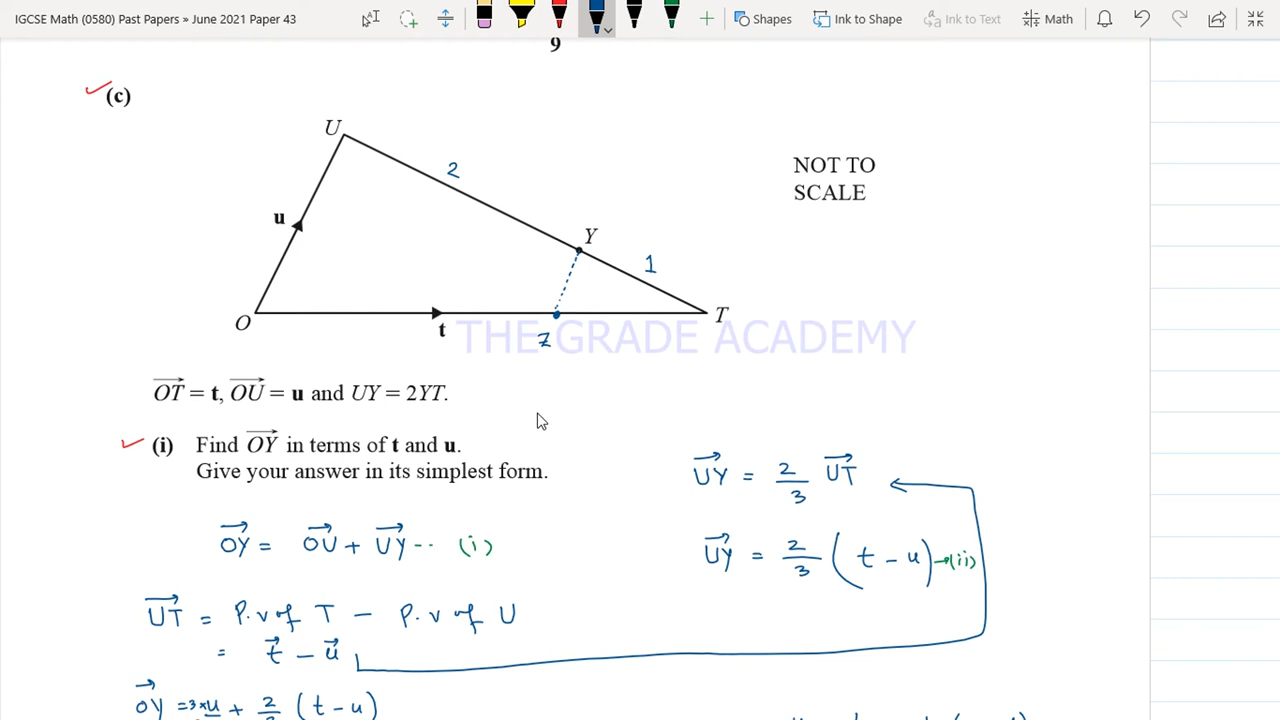 IGCSE Math (0580) Past Papers » June 2021 Paper 43
Shapes
Ink to Shape
Ink to Text
Math
9
(c)
U
2
NOT TO
SCALE
u
Y
1
O
t
T
Z
THE GRADE ACADEMY
OT = t, OU = u and UY = 2YT.
(i) Find OY in terms of t and u.
Give your answer in its simplest form.
UY = 2/3 UT
OY = OU + UY -- (i)
UY = 2/3 (t - u) → (ii)
UT = P.v of T - P.v of U
= t - u
OY = 3×u + 2/3 (t - u)